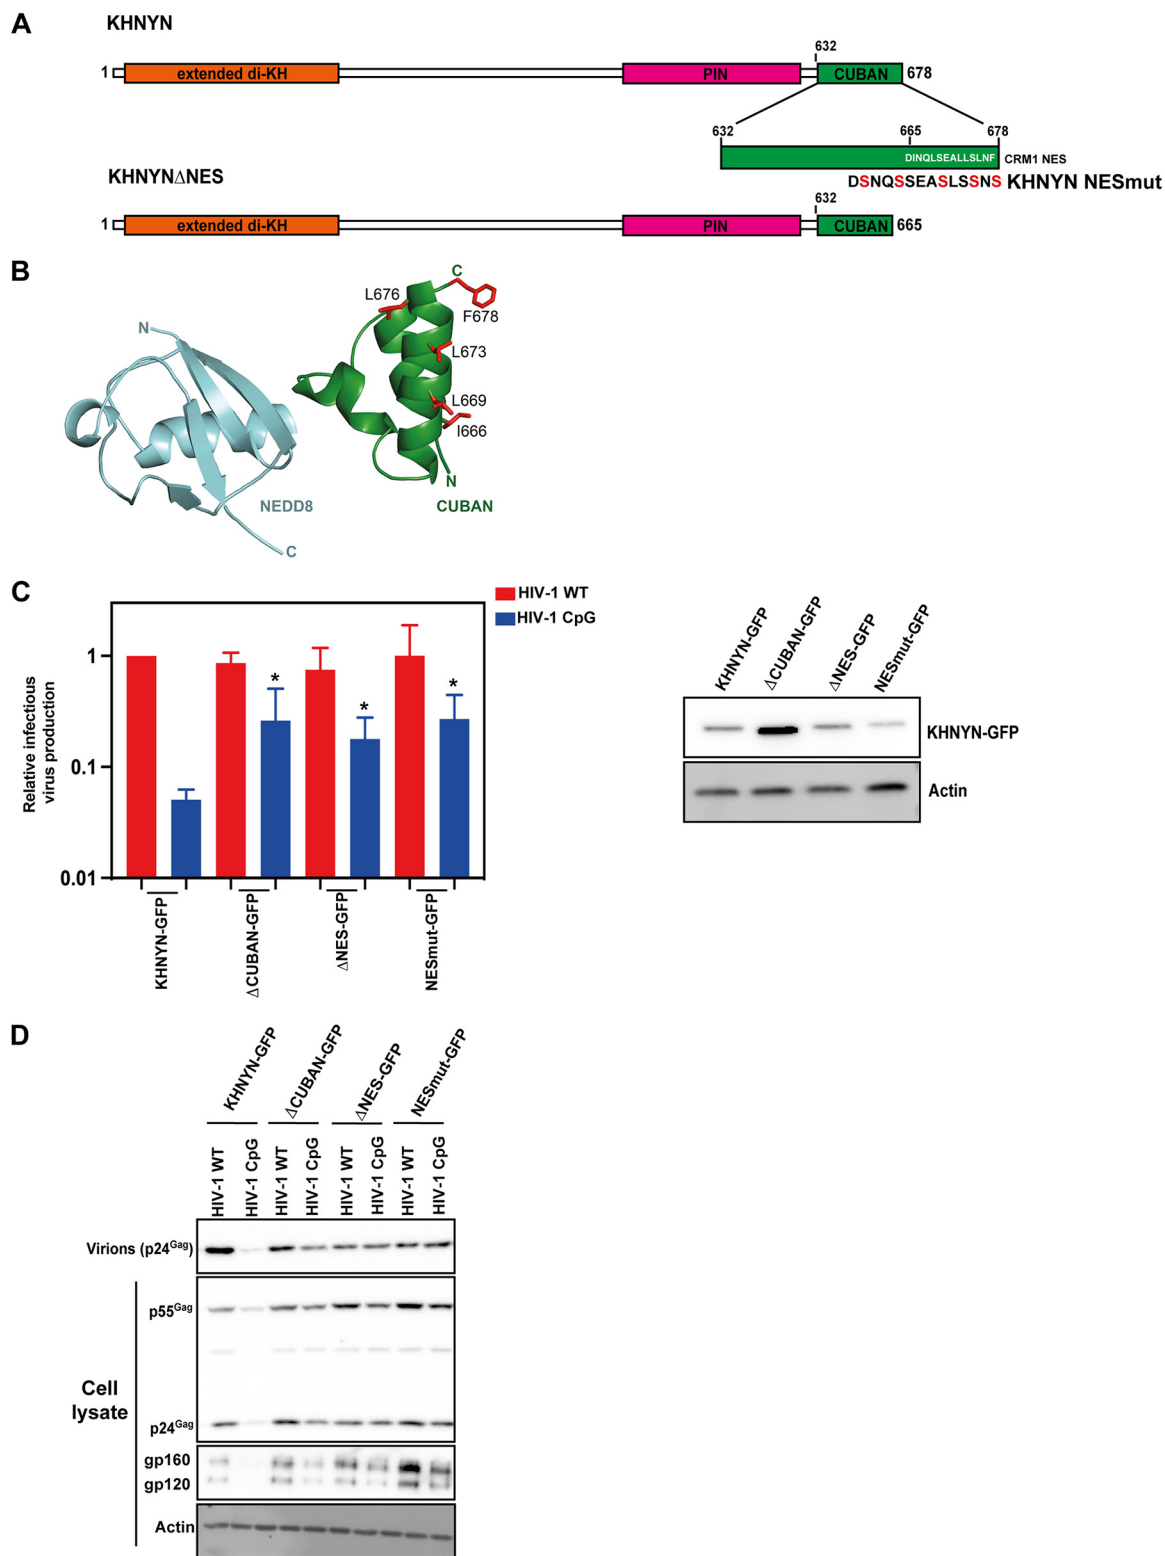 A
KHNYN
1
extended di-KH
PIN
632
CUBAN
678
632
665
678
DINQLSEALLSLNF
CRM1 NES
DSNQSSEASLSSNS KHNYN NESmut
KHNYNΔNES
1
extended di-KH
PIN
632
CUBAN
665
B
N
NEDD8
C
C
L676
F678
L673
L669
I666
N
CUBAN
C
HIV-1 WT
HIV-1 CpG
Relative infectious
virus production
1
0.1
0.01
*
*
*
KHNYN-GFP
ΔCUBAN-GFP
ΔNES-GFP
NESmut-GFP
KHNYN-GFP
ΔCUBAN-GFP
ΔNES-GFP
NESmut-GFP
KHNYN-GFP
Actin
D
KHNYN-GFP
ΔCUBAN-GFP
ΔNES-GFP
NESmut-GFP
HIV-1 WT
HIV-1 CpG
HIV-1 WT
HIV-1 CpG
HIV-1 WT
HIV-1 CpG
HIV-1 WT
HIV-1 CpG
Virions (p24Gag)
Cell
lysate
p55Gag
p24Gag
gp160
gp120
Actin